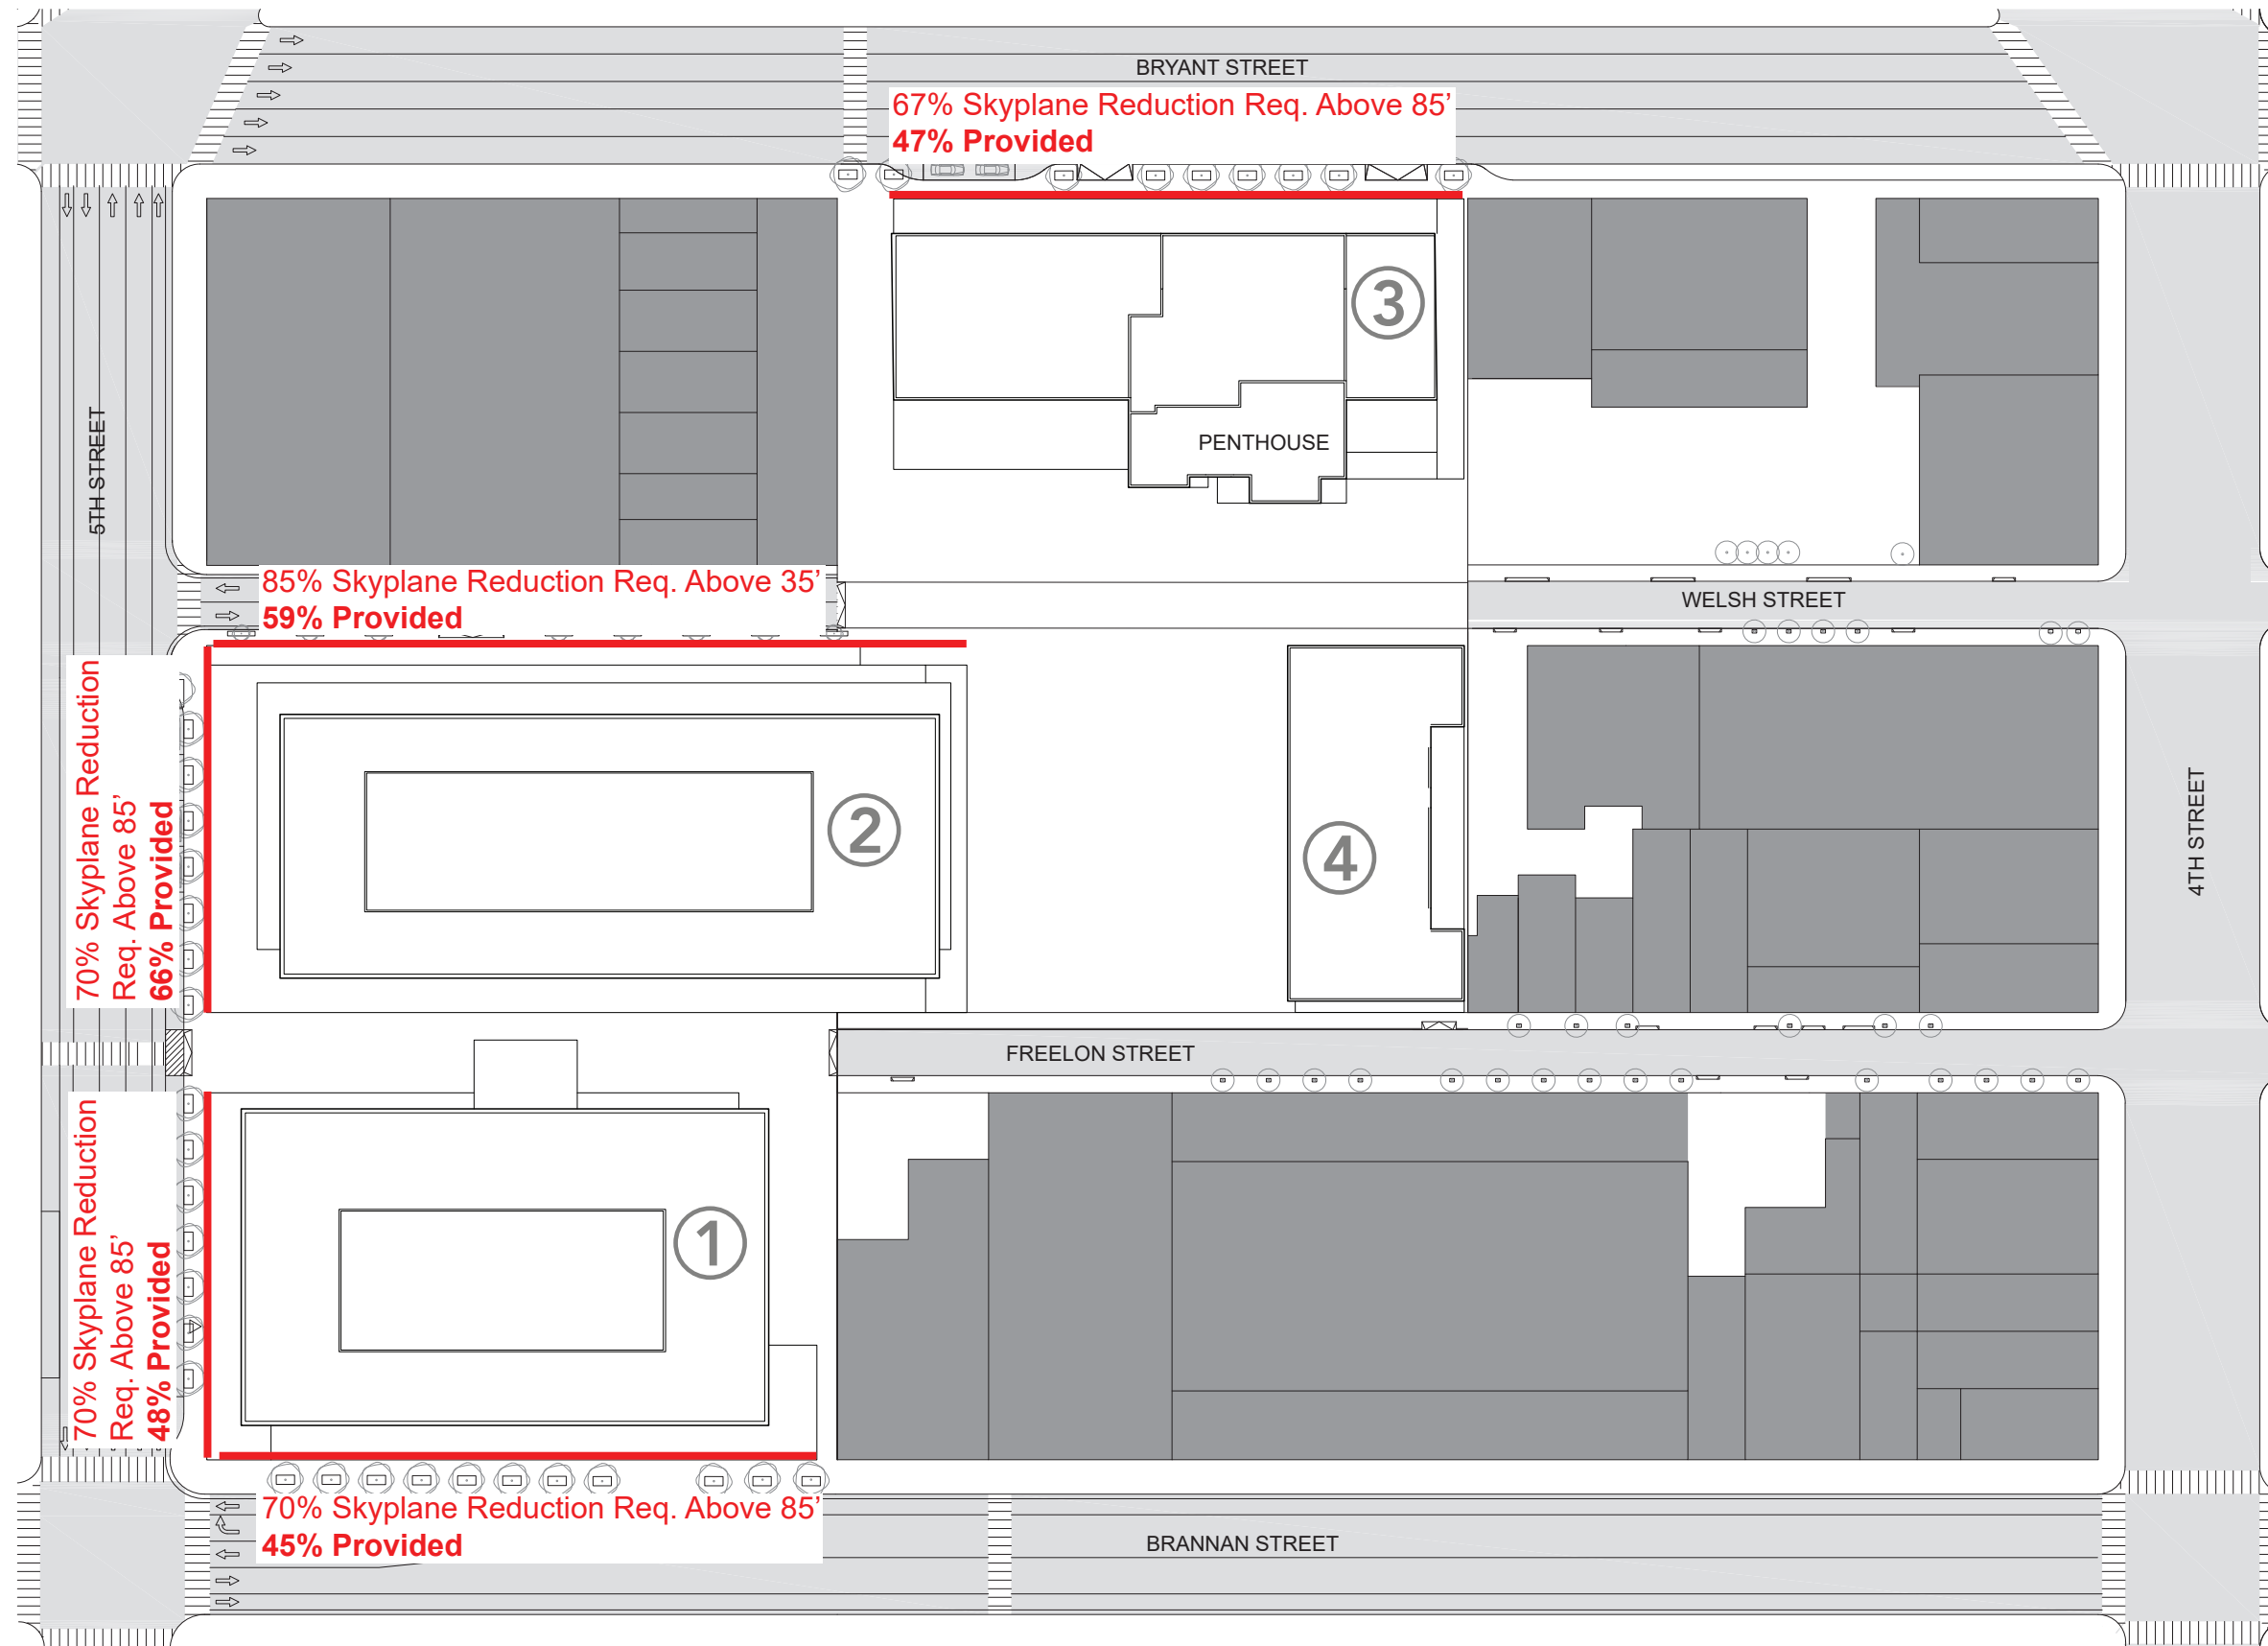 BRYANT STREET
67% Skyplane Reduction Req. Above 85’
47% Provided
3
PENTHOUSE
5TH STREET
85% Skyplane Reduction Req. Above 35’
59% Provided
WELSH STREET
70% Skyplane Reduction
Req. Above 85’
66% Provided
2
4
4TH STREET
FREELON STREET
70% Skyplane Reduction
Req. Above 85’
48% Provided
1
70% Skyplane Reduction Req. Above 85’
45% Provided
BRANNAN STREET